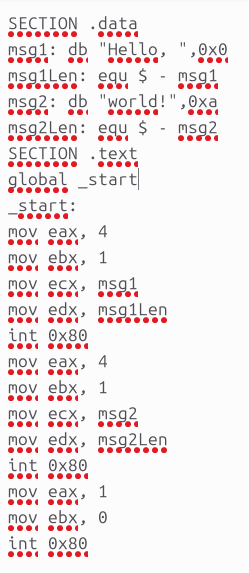 SECTION .data
msg1: db "Hello, ",0x0
msg1Len: equ $ - msg1
msg2: db "world!",0xa
msg2Len: equ $ - msg2
SECTION .text
global _start
_start:
mov eax, 4
mov ebx, 1
mov ecx, msg1
mov edx, msg1Len
int 0x80
mov eax, 4
mov ebx, 1
mov ecx, msg2
mov edx, msg2Len
int 0x80
mov eax, 1
mov ebx, 0
int 0x80